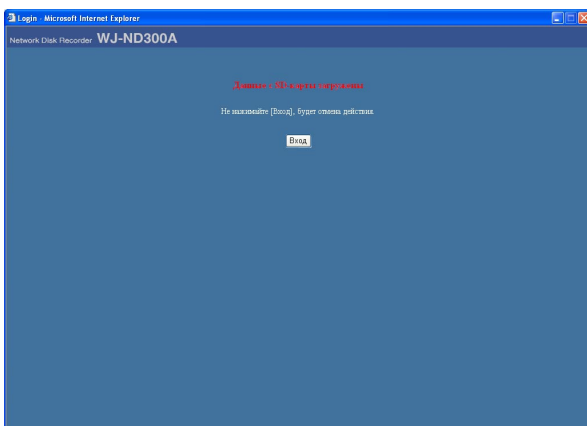 Login - Microsoft Internet Explorer
Network Disk Recorder WJ-ND300A
Не нажимайте [Вход], будет отмена действия.
Вход